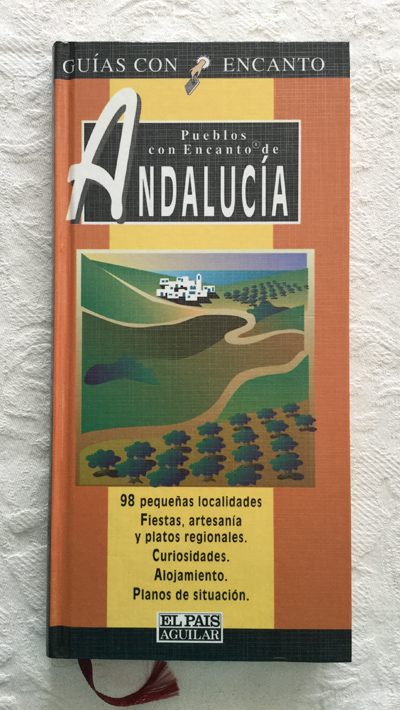 GUÍAS CON ENCANTO
Pueblos
con Encanto® de
ANDALUCÍA
98 pequeñas localidades
Fiestas, artesanía
y platos regionales.
Curiosidades.
Alojamiento.
Planos de situación.
EL PAIS
AGUILAR